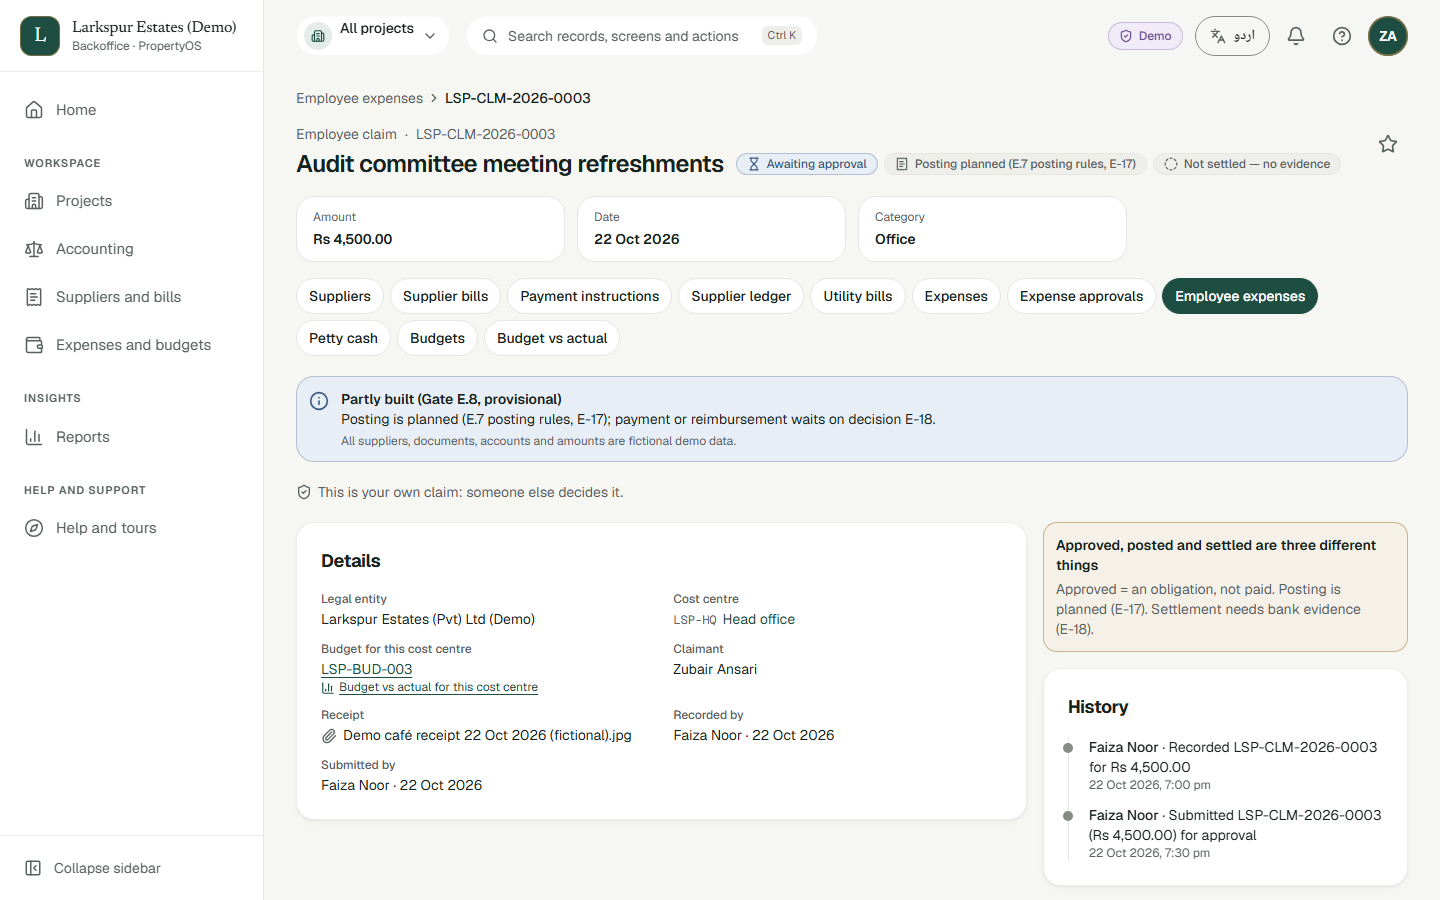 L
Larkspur Estates (Demo)
Backoffice · PropertyOS
Home
WORKSPACE
Projects
Accounting
Suppliers and bills
Expenses and budgets
INSIGHTS
Reports
HELP AND SUPPORT
Help and tours
Collapse sidebar
All projects
Search records, screens and actions
Ctrl K
Demo
اردو
ZA
Employee expenses > LSP-CLM-2026-0003
Employee claim · LSP-CLM-2026-0003
Audit committee meeting refreshments
Awaiting approval
Posting planned (E.7 posting rules, E-17)
Not settled — no evidence
Amount
Rs 4,500.00
Date
22 Oct 2026
Category
Office
Suppliers
Supplier bills
Payment instructions
Supplier ledger
Utility bills
Expenses
Expense approvals
Employee expenses
Petty cash
Budgets
Budget vs actual
Partly built (Gate E.8, provisional)
Posting is planned (E.7 posting rules, E-17); payment or reimbursement waits on decision E-18.
All suppliers, documents, accounts and amounts are fictional demo data.
This is your own claim: someone else decides it.
Details
Legal entity
Larkspur Estates (Pvt) Ltd (Demo)
Cost centre
LSP-HQ Head office
Budget for this cost centre
LSP-BUD-003
Budget vs actual for this cost centre
Claimant
Zubair Ansari
Receipt
Demo café receipt 22 Oct 2026 (fictional).jpg
Recorded by
Faiza Noor · 22 Oct 2026
Submitted by
Faiza Noor · 22 Oct 2026
Approved, posted and settled are three different
things
Approved = an obligation, not paid. Posting is
planned (E-17). Settlement needs bank evidence
(E-18).
History
Faiza Noor · Recorded LSP-CLM-2026-0003
for Rs 4,500.00
22 Oct 2026, 7:00 pm
Faiza Noor · Submitted LSP-CLM-2026-0003
(Rs 4,500.00) for approval
22 Oct 2026, 7:30 pm